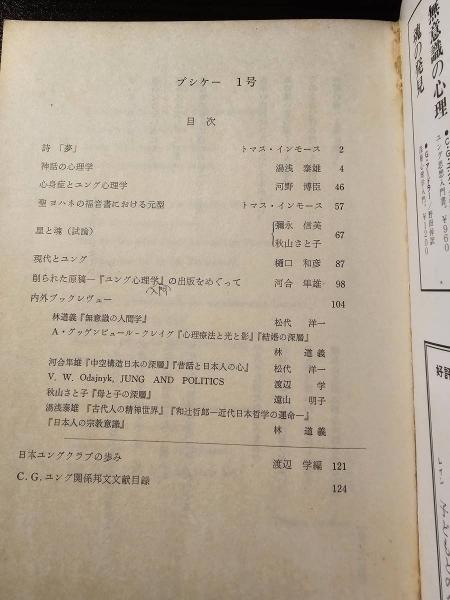 プシケー 1号
目次
詩 「夢」 トマス・インモース 2
神話の心理学 湯浅 泰雄 4
心身症とユング心理学 河野 博臣 46
聖ヨハネの福音書における元型 トマス・インモース 57
星と魂(試論) 彌永 信美 秋山さと子 67
現代とユング 樋口 和彦 87
削られた原稿―『ユング心理学』の出版をめぐって 河合 隼雄 98
入門
内外ブックレヴュー 104
林道義『無意識の人間学』 松代 洋一
A・グッゲンビュール-クレイグ『心理療法と光と影』『結婚の深層』
林 道義
河合隼雄『中空構造日本の深層』『昔話と日本人の心』 松代 洋一
V. W. Odajnyk, JUNG AND POLITICS 渡辺 学
秋山さと子『母と子の深層』 遠山 明子
湯浅泰雄 『古代人の精神世界』『和辻哲郎―近代日本哲学の運命―』
『日本人の宗教意識』 林 道義
日本ユングクラブの歩み 渡辺 学編 121
C.G.ユング関係邦文文献目録 124
無意識の心理
魂の発見
ユング思想入門書。
¥960
¥1200
好評